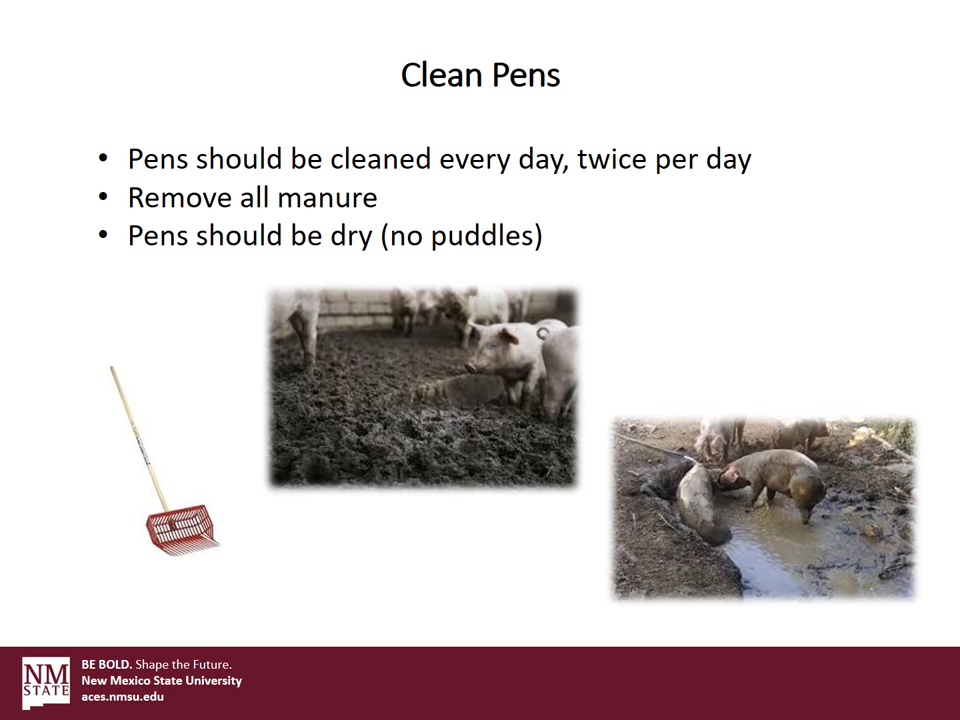 Clean Pens
• Pens should be cleaned every day, twice per day
• Remove all manure
• Pens should be dry (no puddles)
NM
STATE
BE BOLD. Shape the Future.
New Mexico State University
aces.nmsu.edu